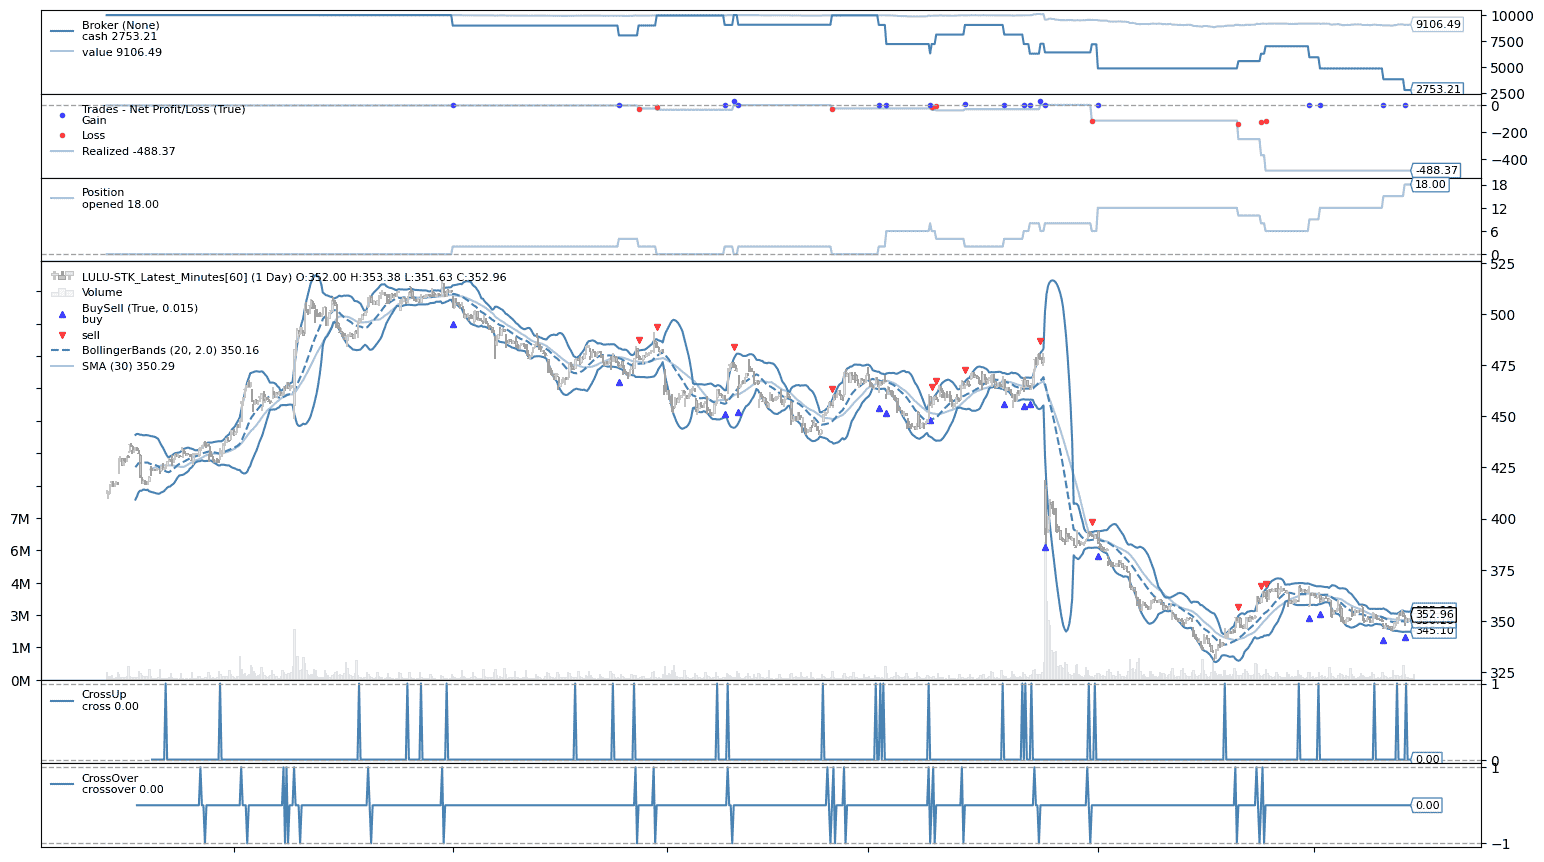 Broker (None)
cash 2753.21
value 9106.49
9106.49
2753.21
10000
7500
5000
2500
Trades - Net Profit/Loss (True)
Gain
Loss
Realized -488.37
-488.37
0
−200
−400
Position
opened 18.00
18.00
18
12
6
0
LULU-STK_Latest_Minutes[60] (1 Day) O:352.00 H:353.38 L:351.63 C:352.96
Volume
BuySell (True, 0.015)
buy
sell
BollingerBands (20, 2.0) 350.16
SMA (30) 350.29
525
500
475
450
425
400
375
350
325
352.96
345.10
7M
6M
4M
3M
1M
0M
CrossUp
cross 0.00
0.00
1
0
CrossOver
crossover 0.00
0.00
1
−1